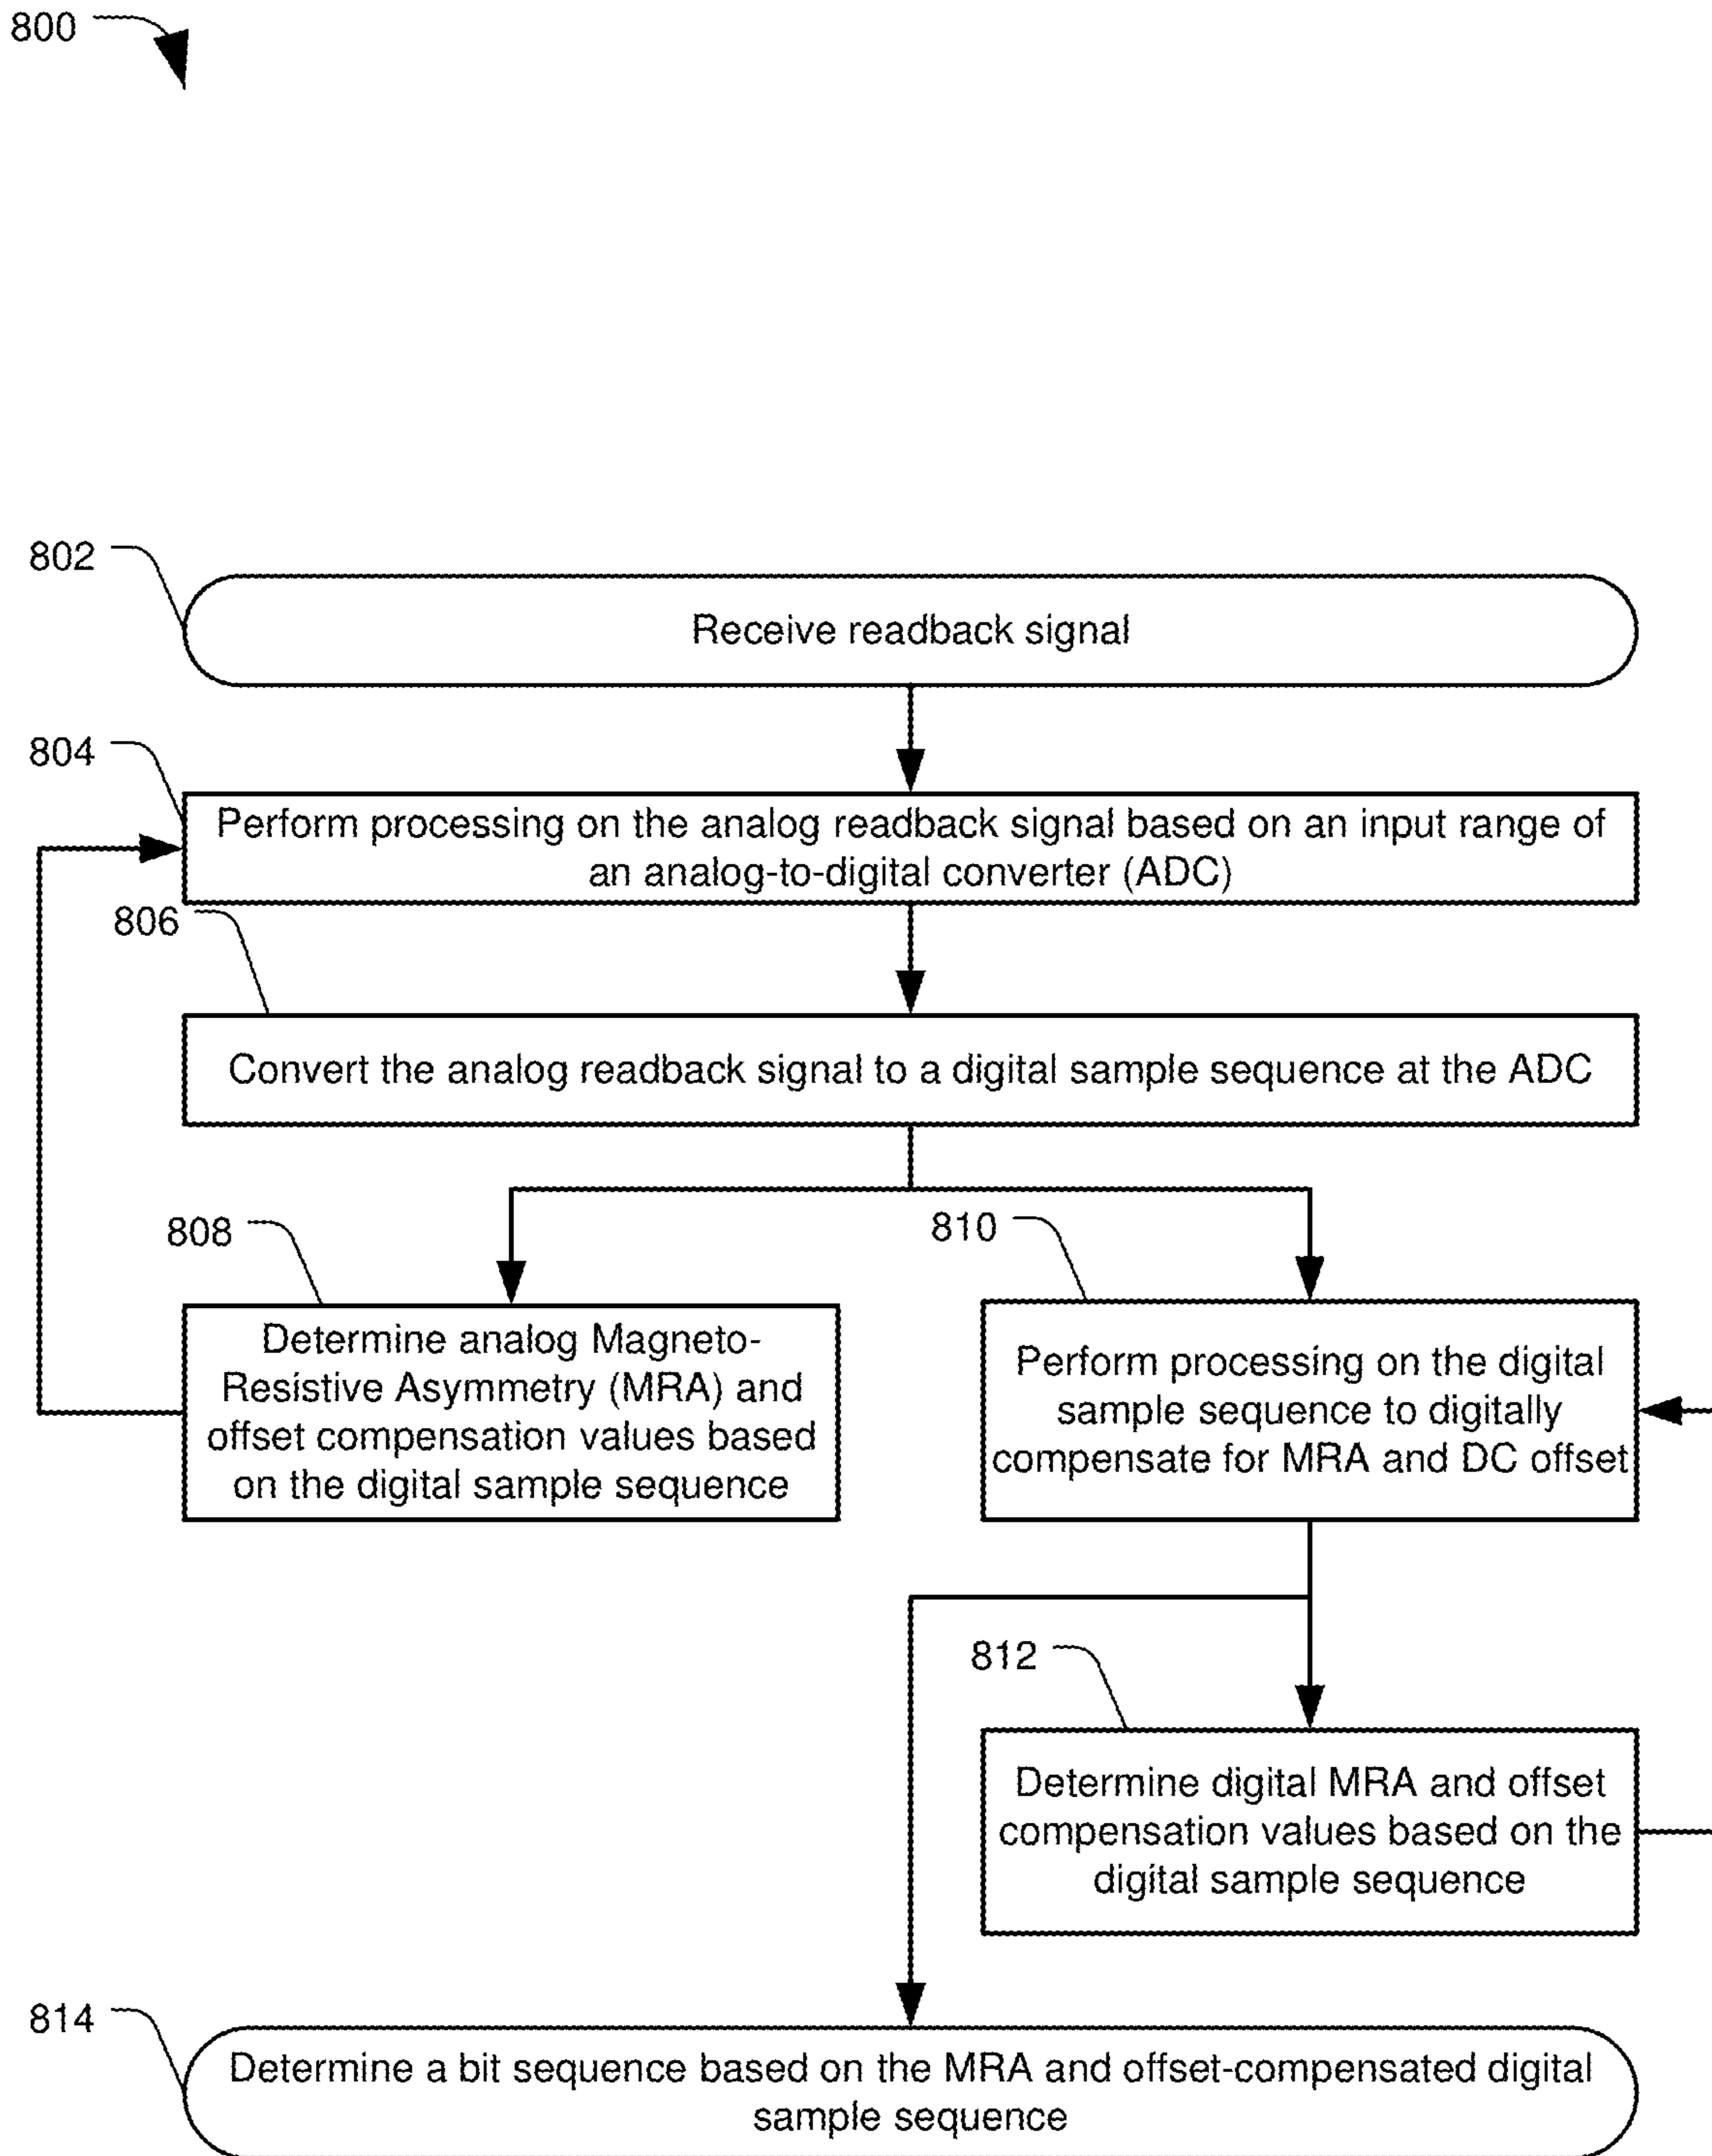 800
802
Receive readback signal
804
Perform processing on the analog readback signal based on an input range of
an analog-to-digital converter (ADC)
806
Convert the analog readback signal to a digital sample sequence at the ADC
808
810
Determine analog Magneto-
Resistive Asymmetry (MRA) and
offset compensation values based
on the digital sample sequence
Perform processing on the digital
sample sequence to digitally
compensate for MRA and DC offset
812
Determine digital MRA and offset
compensation values based on the
digital sample sequence
814
Determine a bit sequence based on the MRA and offset-compensated digital
sample sequence